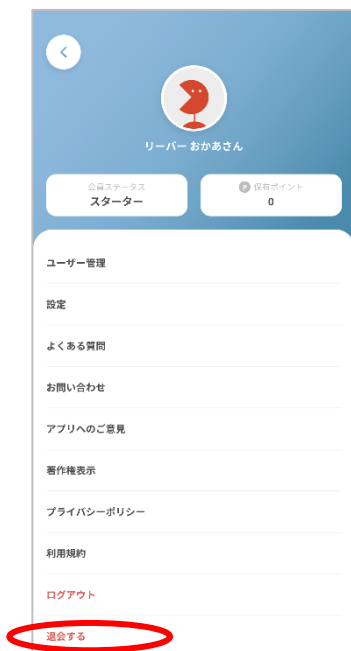 リーバー おかあさん
会員ステータス
スターター
P 保有ポイント
0
ユーザー管理
設定
よくある質問
お問い合わせ
アプリへのご意見
著作権表示
プライバシーポリシー
利用規約
ログアウト
退会する